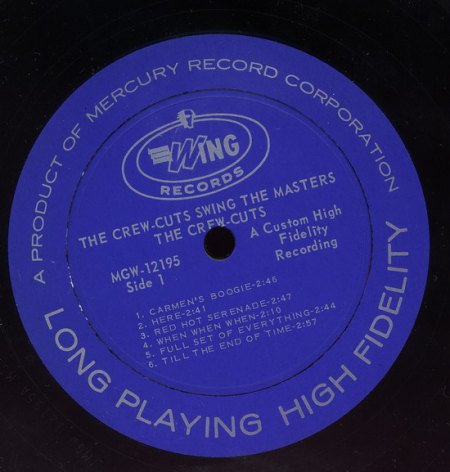 A PRODUCT OF MERCURY RECORD CORPORATION
WING
RECORDS
THE CREW-CUTS SWING THE MASTERS
THE CREW-CUTS
MGW-12195
Side 1
A Custom High
Fidelity
Recording
1. CARMEN'S BOOGIE-2:46
2. HERE-2:41
3. RED HOT SERENADE-2:47
4. WHEN WHEN WHEN-2:10
5. FULL SET OF EVERYTHING-2:44
6. TILL THE END OF TIME-2:57
LONG PLAYING HIGH FIDELITY